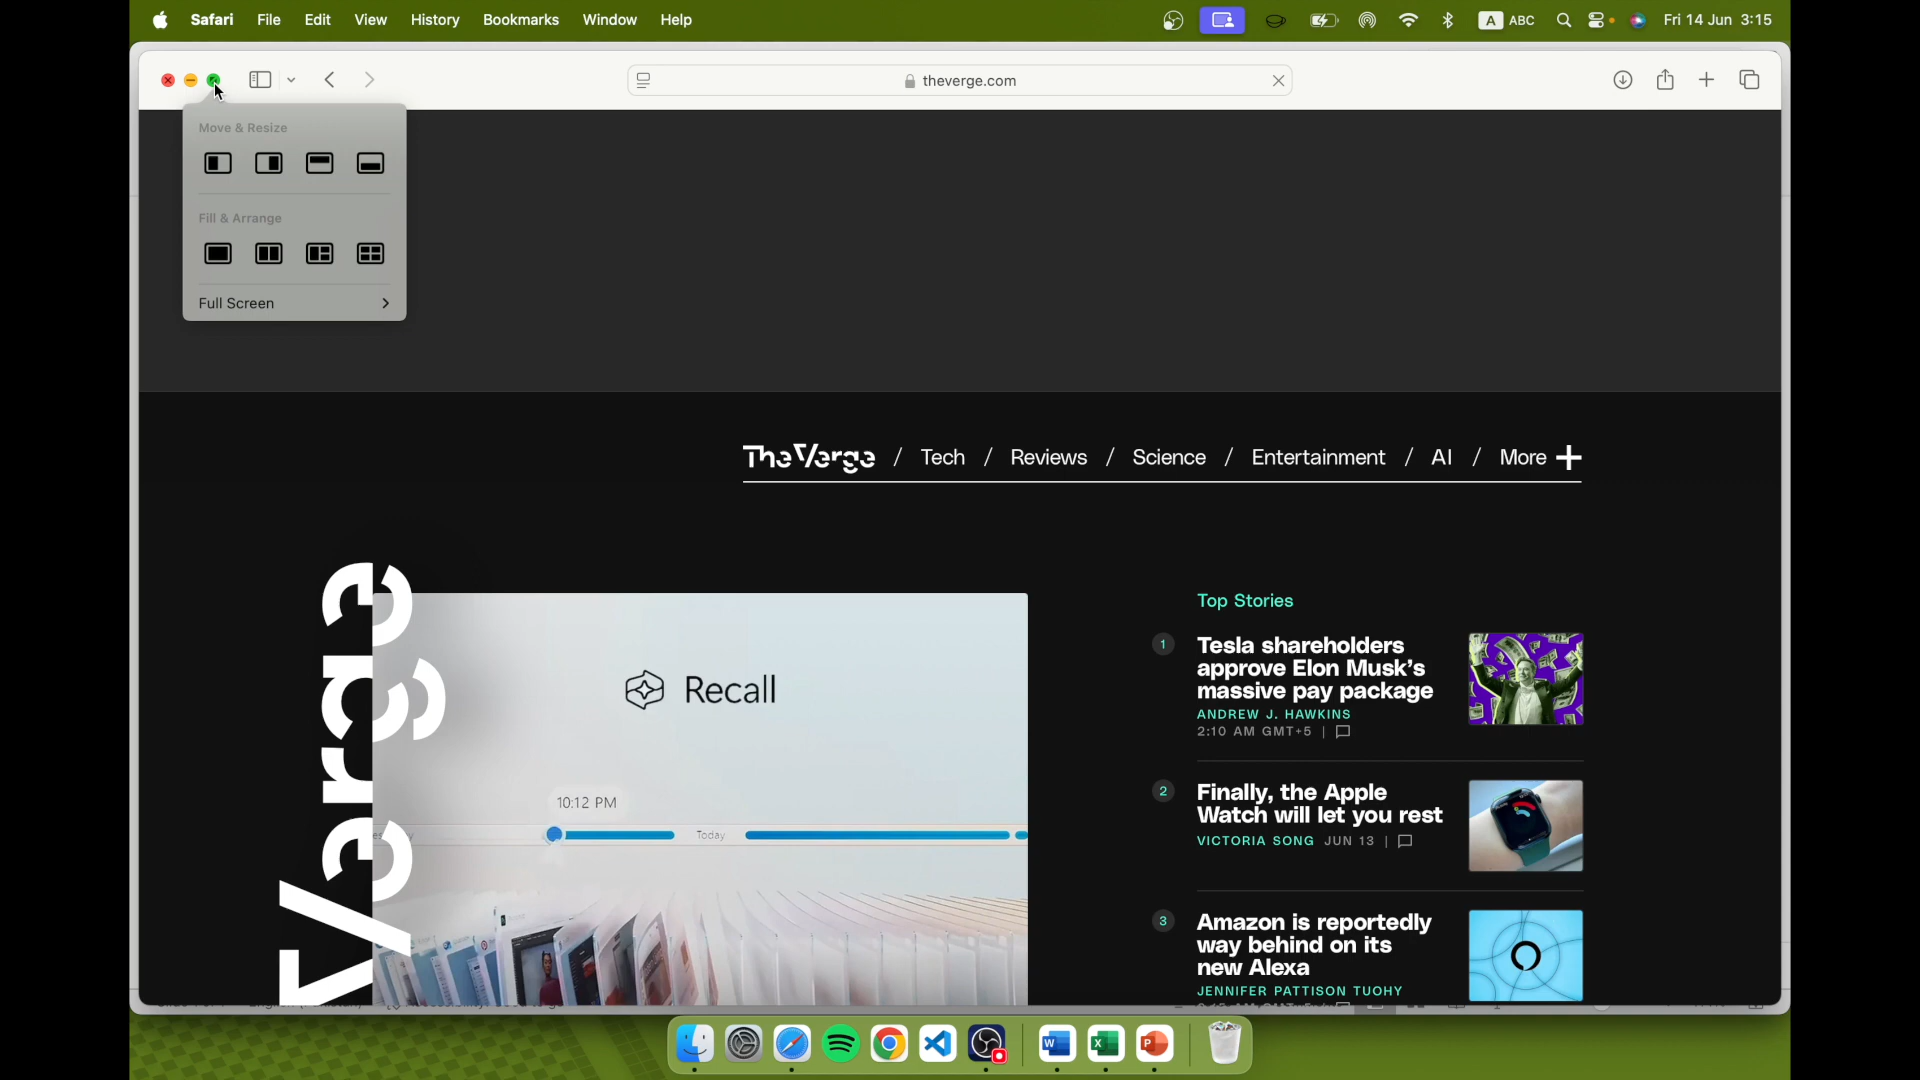 Safari File Edit View History Bookmarks Window Help A ABC Fri 14 Jun 3:15
theverge.com
Move & Resize
Fill & Arrange
Full Screen
TheVerge / Tech / Reviews / Science / Entertainment / AI / More
Verge
Recall
10:12 PM
Today
Top Stories
1 Tesla shareholders
approve Elon Musk's
massive pay package
ANDREW J. HAWKINS
2:10 AM GMT+5 |
2 Finally, the Apple
Watch will let you rest
VICTORIA SONG JUN 13 |
3 Amazon is reportedly
way behind on its
new Alexa
JENNIFER PATTISON TUOHY
W X P